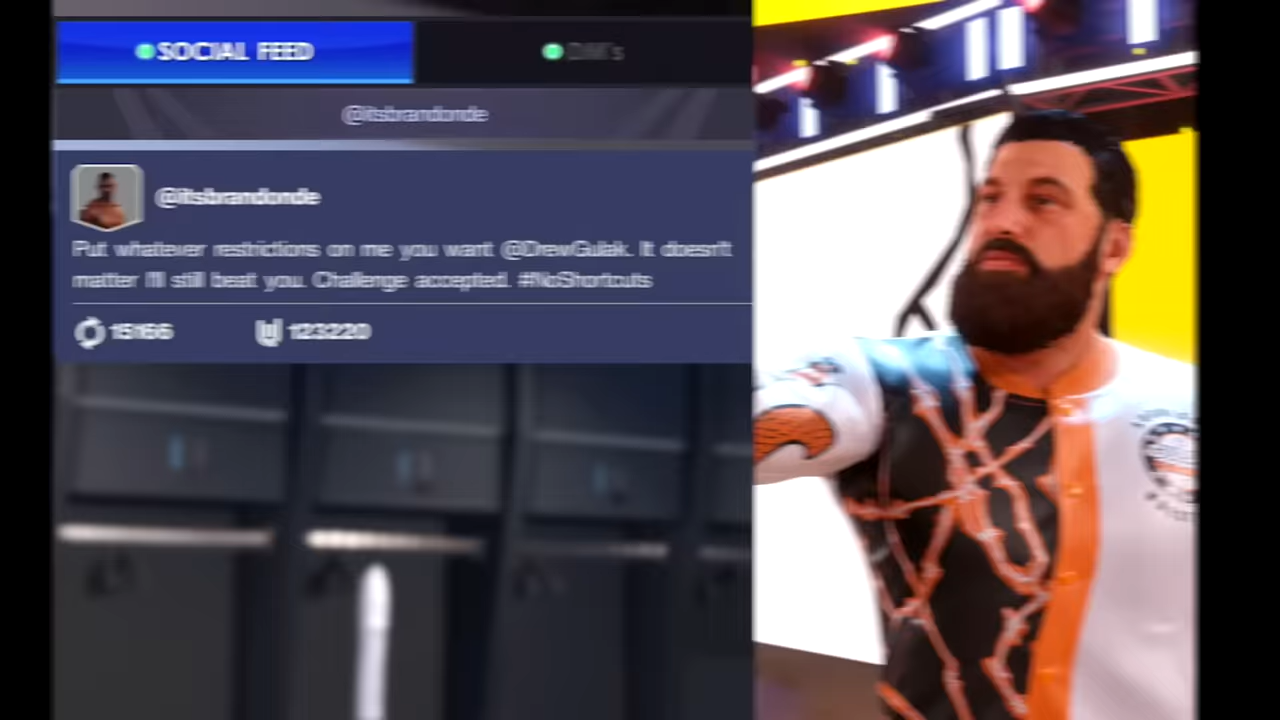 SOCIAL FEED
DM's
@itsbrandonde
@itsbrandonde
Put whatever restrictions on me you want @DrewGulak. It doesn't
matter I'll still beat you. Challenge accepted. #NoShortcuts
15166
123220